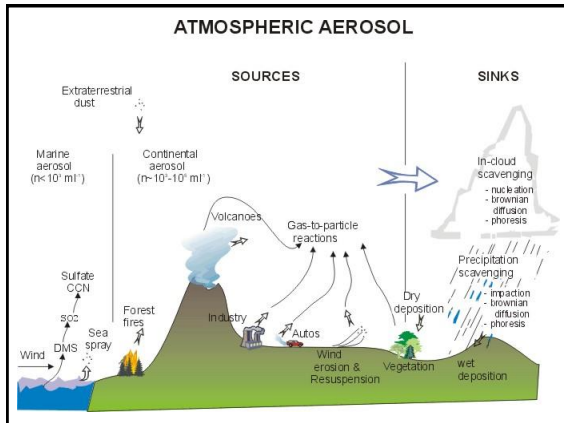 ATMOSPHERIC AEROSOL
SOURCES
SINKS
Extraterrestrial
dust
Marine
aerosol
Continental
aerosol
In-cloud
scavenging
- nucleation
- brownian
diffusion
- phoresis
Volcanoes
Gas-to-particle
reactions
Precipitation
scavenging
- impaction
- brownian
diffusion
- phoresis
Sulfate
CCN
SO2
DMS
Sea
spray
Wind
Forest
fires
Industry
Autos
Wind
erosion &
Resuspension
Dry
deposition
Vegetation
wet
deposition